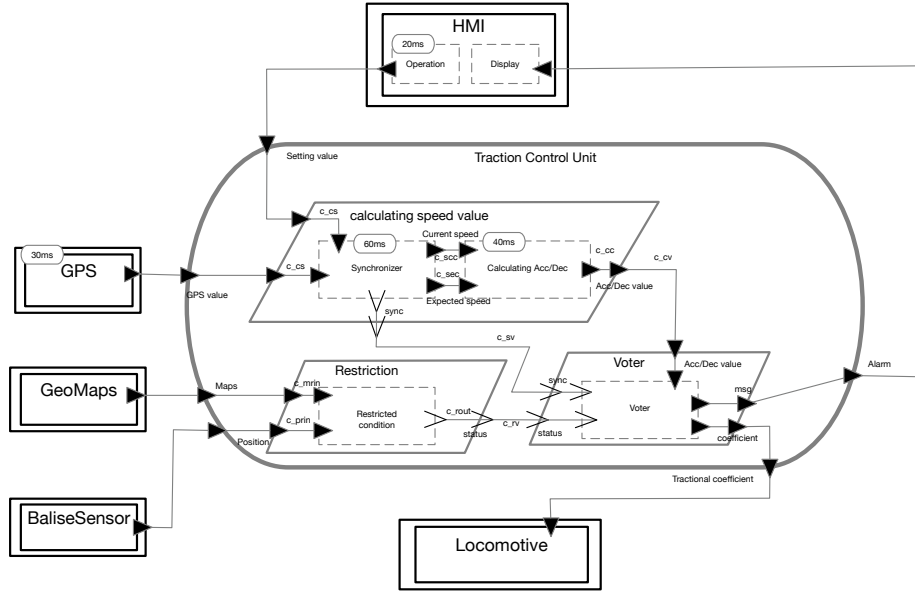 HMI
20ms
Operation
Display
Setting value
Traction Control Unit
c_cs
calculating speed value
30ms
GPS
60ms
Current speed
40ms
c_cc
c_cv
c_cs
Synchronizer
c_scc
Calculating Acc/Dec
c_sec
GPS value
Expected speed
Acc/Dec value
sync
c_sv
Restriction
Voter
Acc/Dec value
Alarm
GeoMaps
Maps
c_mrin
sync
msg
Restricted
condition
c_rout
Voter
c_prin
c_rv
Position
status
status
coefficient
Tractional coefficient
BaliseSensor
Locomotive